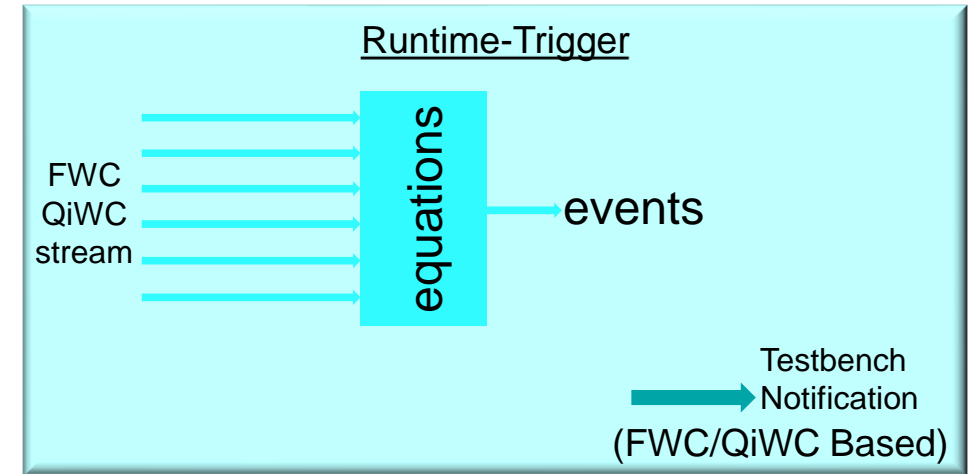 Runtime-Trigger
FWC
QiWC
stream
equations
events
Testbench
Notification
(FWC/QiWC Based)